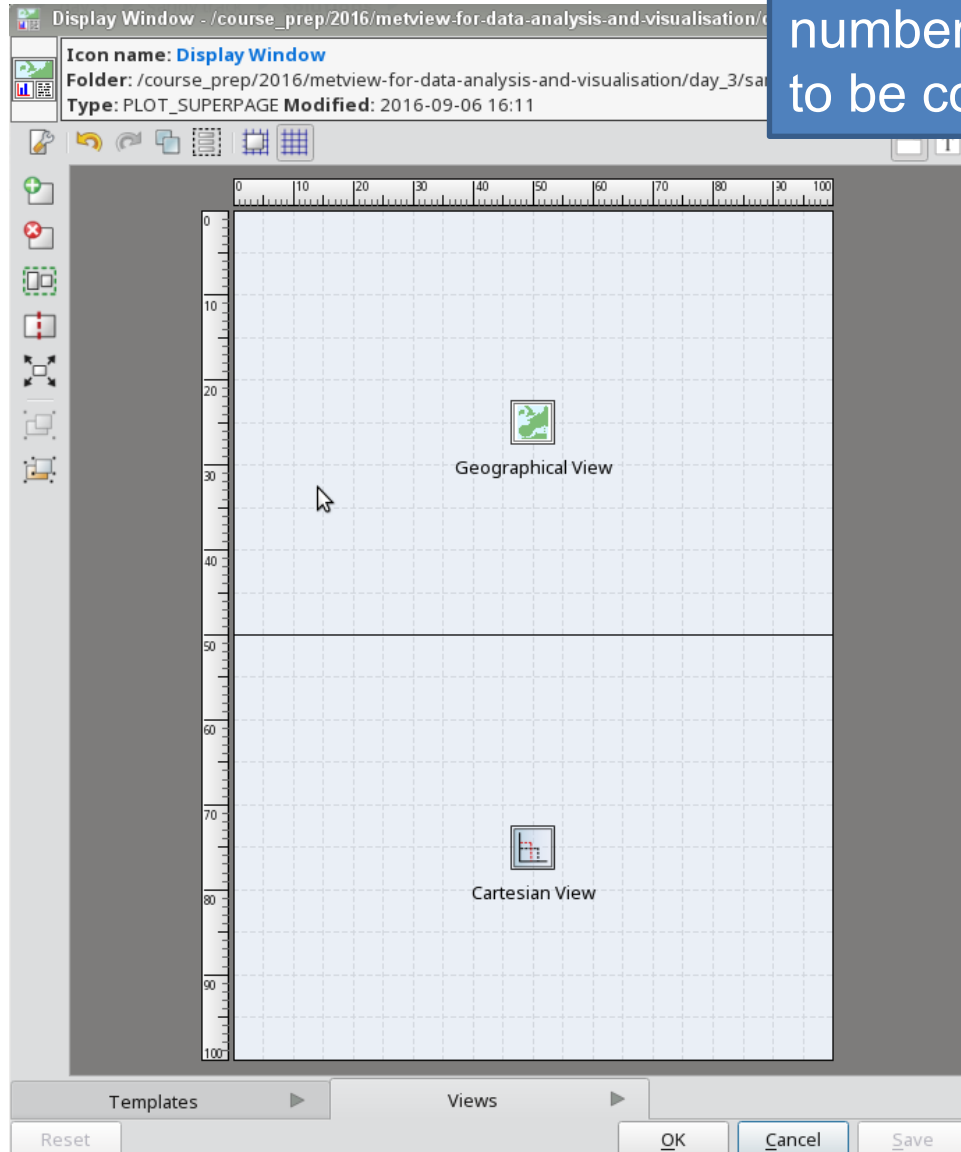 Display Window - /course_prep/2016/metview-for-data-analysis-and-visualisation/
number
to be co
Icon name: Display Window
Folder: /course_prep/2016/metview-for-data-analysis-and-visualisation/day_3/sa
Type: PLOT_SUPERPAGE Modified: 2016-09-06 16:11
0 10 20 30 40 50 60 70 80 90 100
0
10
20
Geographical View
30
40
50
60
70
Cartesian View
80
90
100
Templates Views
Reset OK Cancel Save